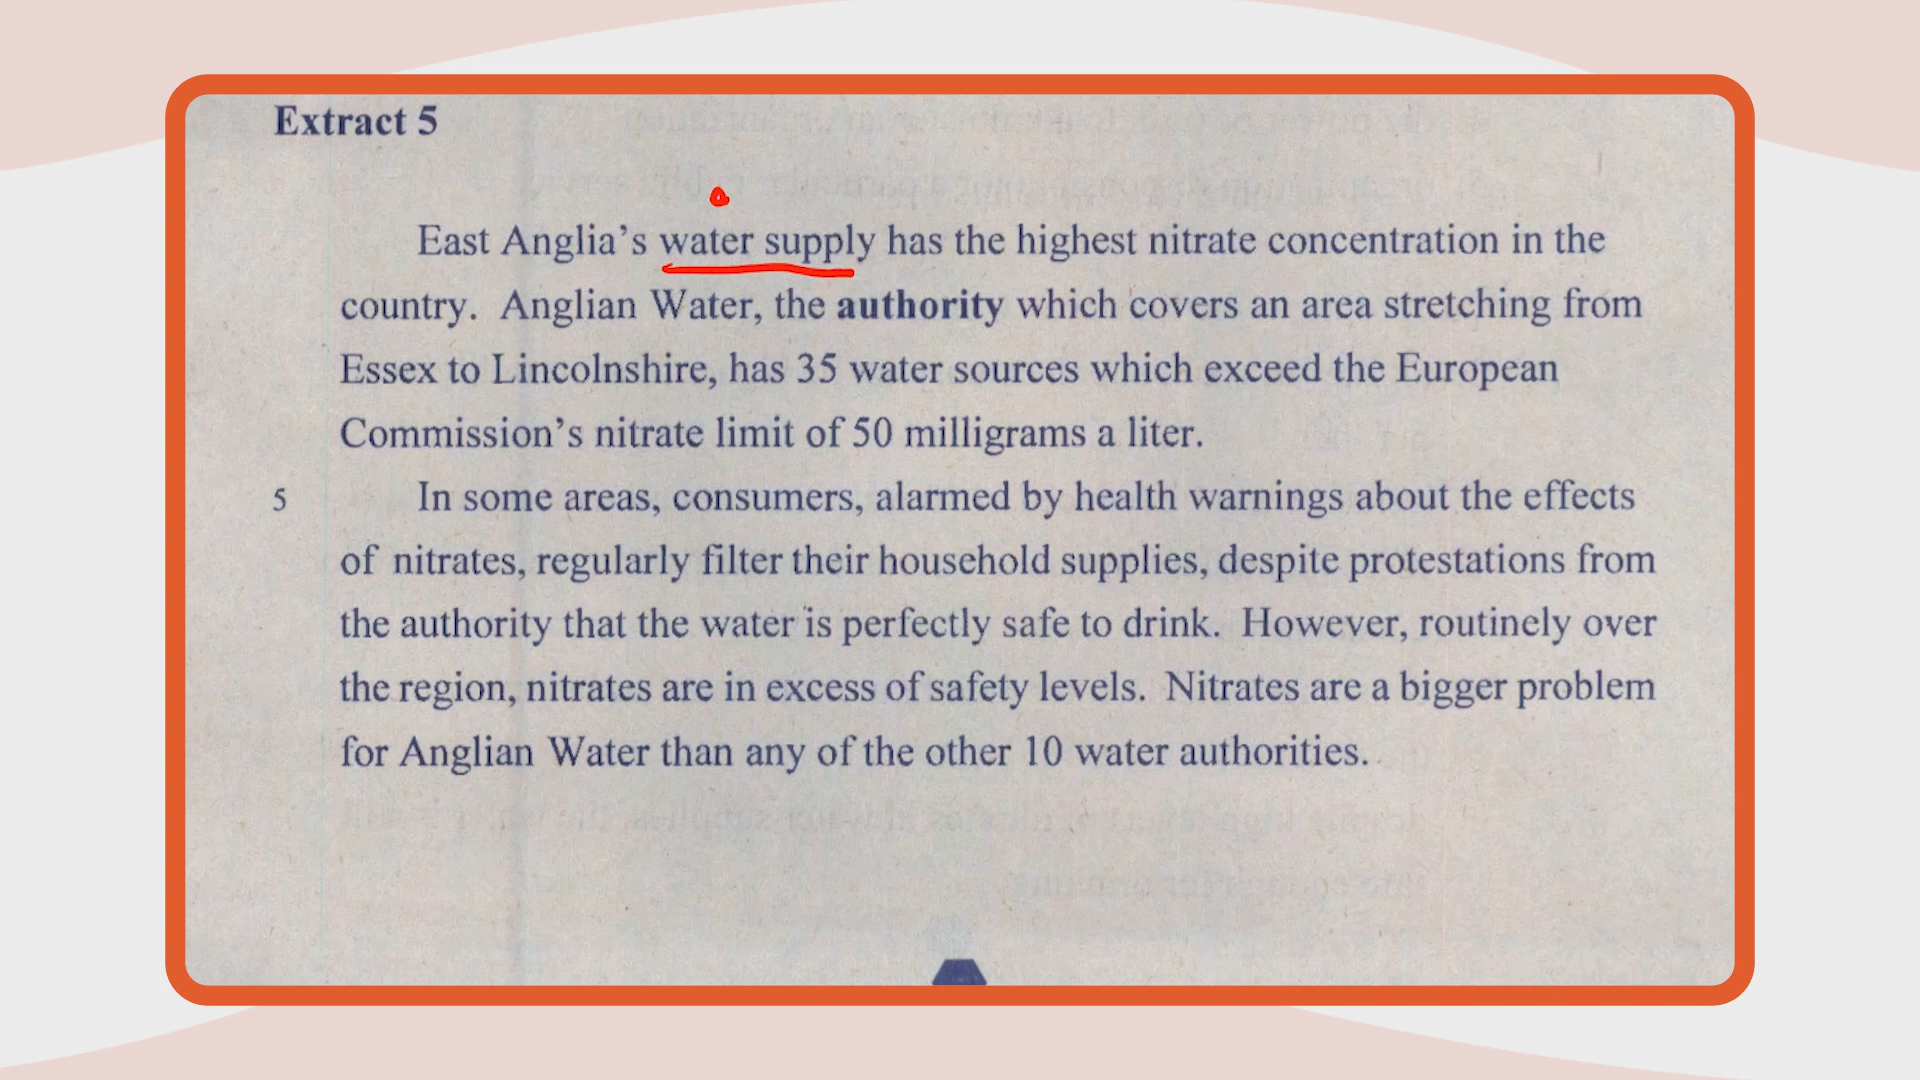 Extract 5
East Anglia's water supply has the highest nitrate concentration in the
country. Anglian Water, the authority which covers an area stretching from
Essex to Lincolnshire, has 35 water sources which exceed the European
Commission's nitrate limit of 50 milligrams a liter.
5 In some areas, consumers, alarmed by health warnings about the effects
of nitrates, regularly filter their household supplies, despite protestations from
the authority that the water is perfectly safe to drink. However, routinely over
the region, nitrates are in excess of safety levels. Nitrates are a bigger problem
for Anglian Water than any of the other 10 water authorities.